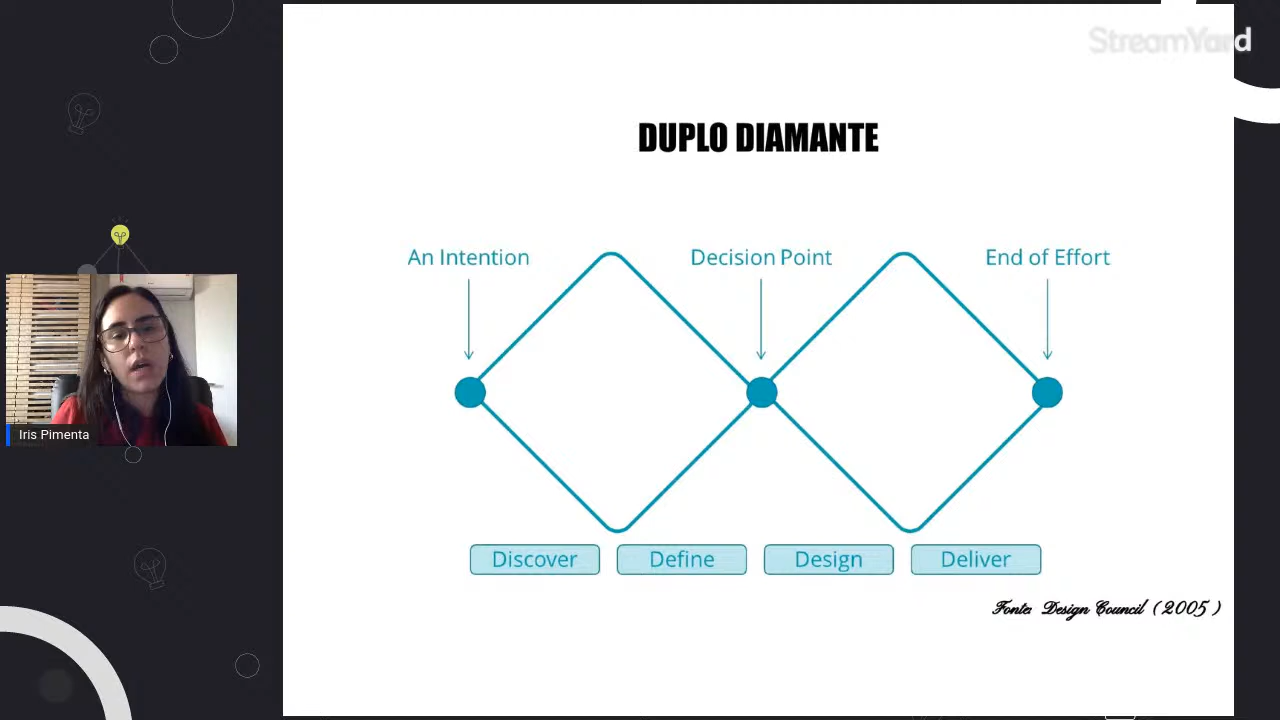 StreamYard
DUPLO DIAMANTE
An Intention
Decision Point
End of Effort
Iris Pimenta
Discover
Define
Design
Deliver
Fonte: Design Council (2005)